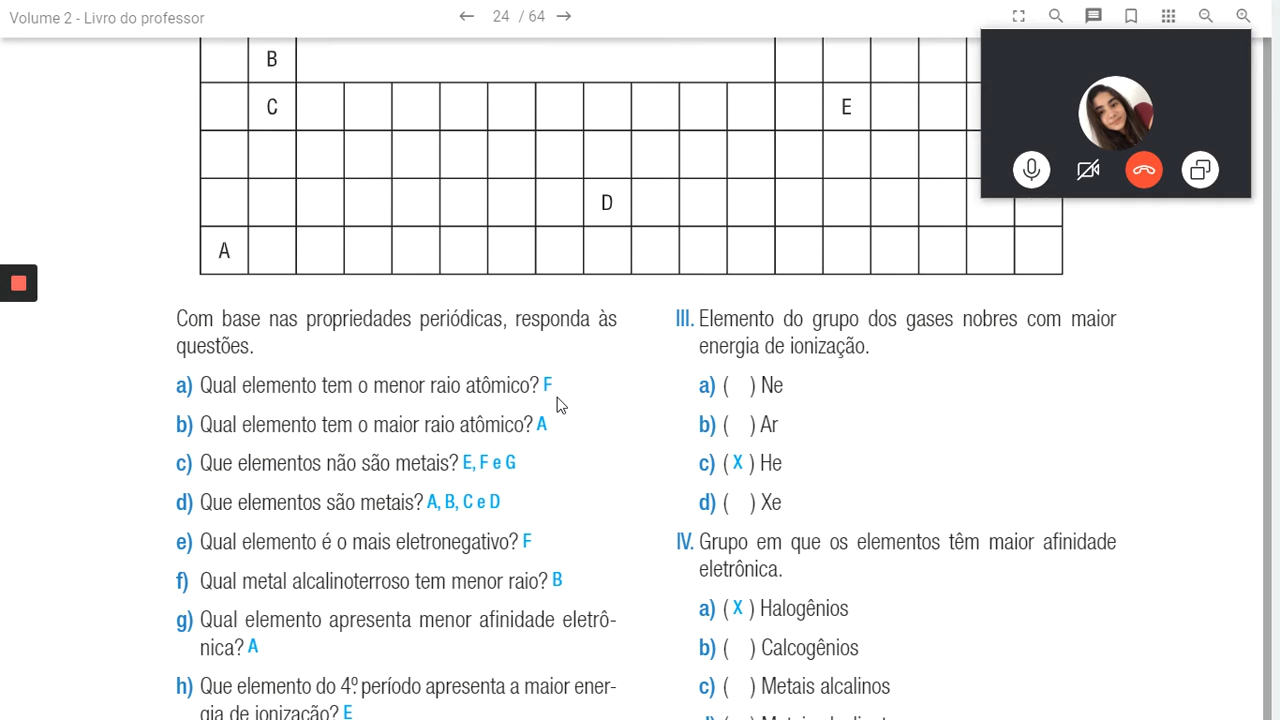 Volume 2 - Livro do professor
24 / 64
B
C
E
D
A
Com base nas propriedades periódicas, responda às
questões.
a) Qual elemento tem o menor raio atômico? F
b) Qual elemento tem o maior raio atômico? A
c) Que elementos não são metais? E, F e G
d) Que elementos são metais? A, B, C e D
e) Qual elemento é o mais eletronegativo? F
f) Qual metal alcalinoterroso tem menor raio? B
g) Qual elemento apresenta menor afinidade eletrô-
nica? A
h) Que elemento do 4º. período apresenta a maior ener-
gia de ionização? E
III. Elemento do grupo dos gases nobres com maior
energia de ionização.
a) ( ) Ne
b) ( ) Ar
c) ( X ) He
d) ( ) Xe
IV. Grupo em que os elementos têm maior afinidade
eletrônica.
a) ( X ) Halogênios
b) ( ) Calcogênios
c) ( ) Metais alcalinos